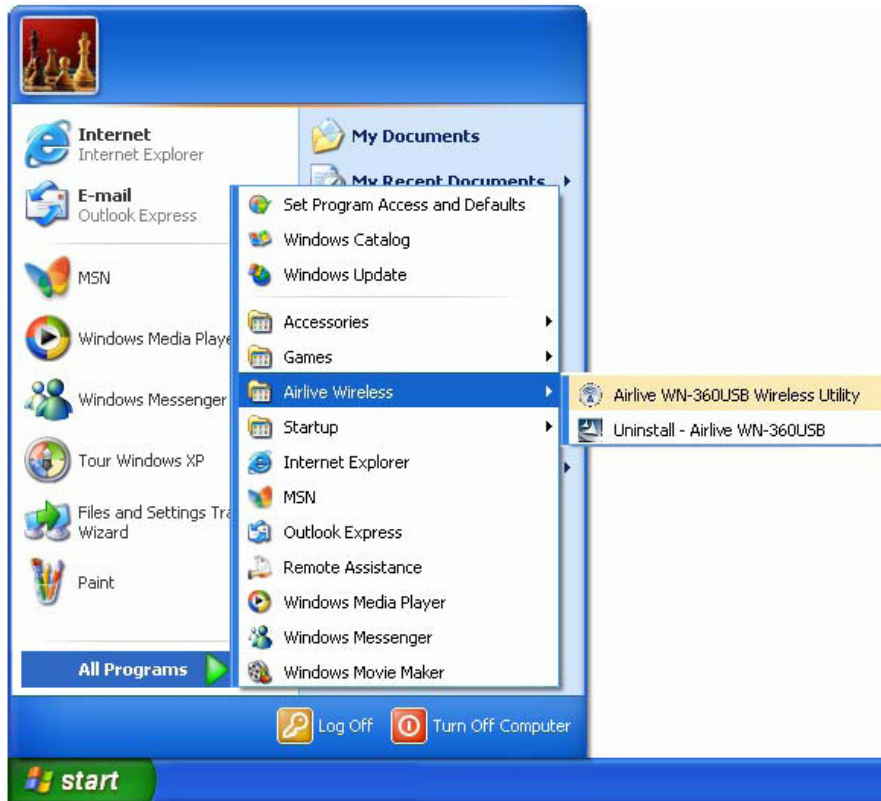 Internet
Internet Explorer
E-mail
Outlook Express
MSN
Windows Media Playe
Windows Messenger
Tour Windows XP
Files and Settings Tra
Wizard
Paint
All Programs
My Documents
My Recent Documents
Set Program Access and Defaults
Windows Catalog
Windows Update
Accessories
Games
Airlive Wireless
Startup
Internet Explorer
MSN
Outlook Express
Remote Assistance
Windows Media Player
Windows Messenger
Windows Movie Maker
Airlive WN-360USB Wireless Utility
Uninstall - Airlive WN-360USB
Log Off
Turn Off Computer
start